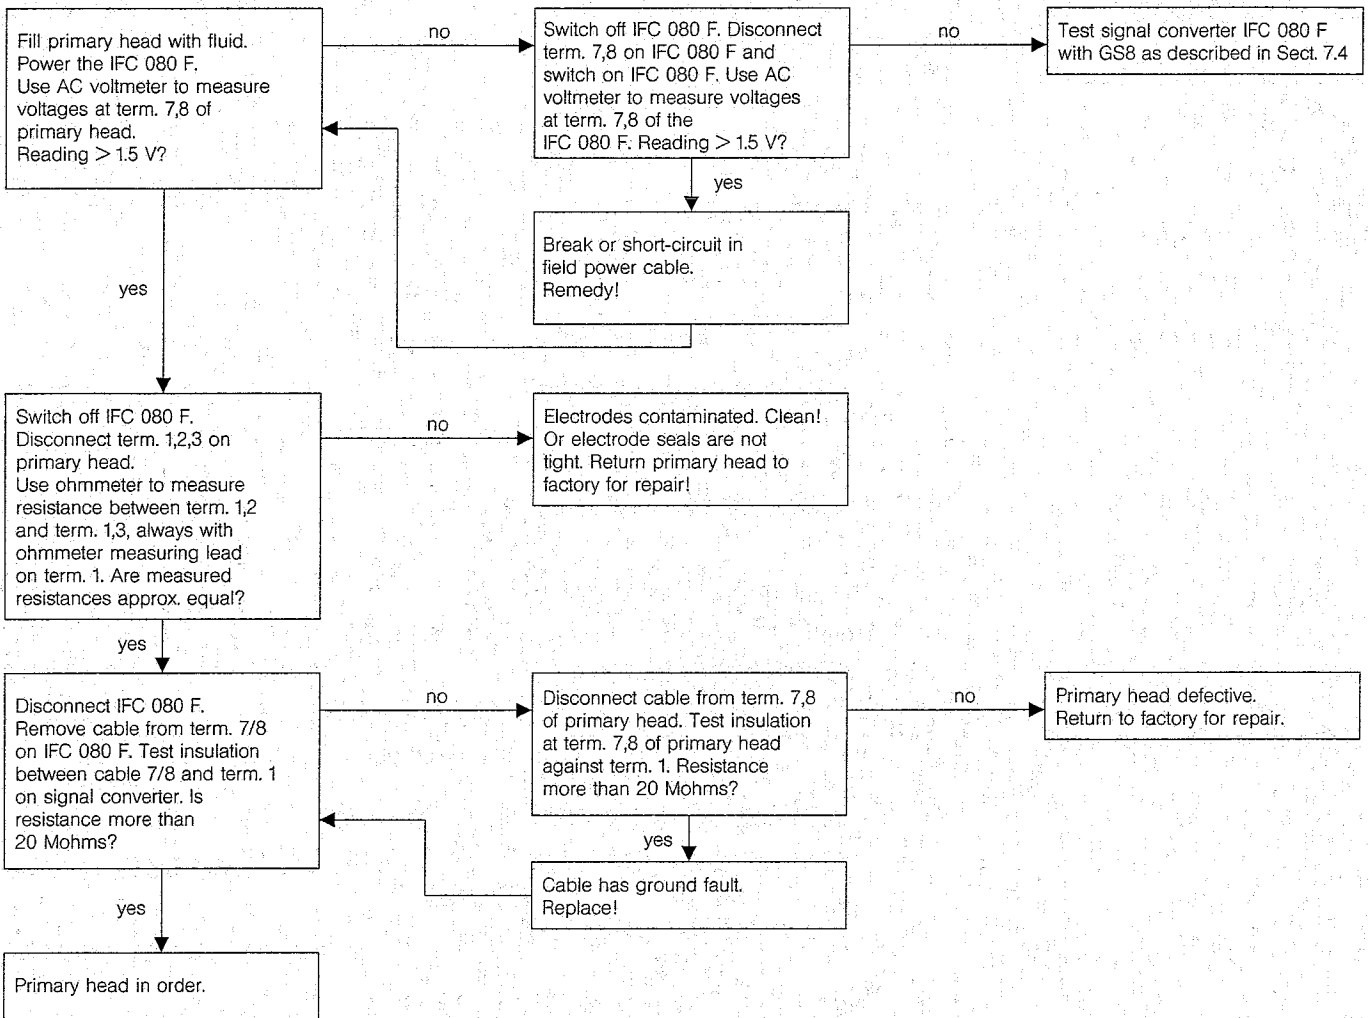 Fill primary head with fluid.
Power the IFC 080 F.
Use AC voltmeter to measure
voltages at term. 7,8 of
primary head.
Reading > 1.5 V?
no
Switch off IFC 080 F. Disconnect
term. 7,8 on IFC 080 F and
switch on IFC 080 F. Use AC
voltmeter to measure voltages
at term. 7,8 of the
IFC 080 F. Reading > 1.5 V?
no
Test signal converter IFC 080 F
with GS8 as described in Sect. 7.4
yes
Break or short-circuit in
field power cable.
Remedy!
yes
Switch off IFC 080 F.
Disconnect term. 1,2,3 on
primary head.
Use ohmmeter to measure
resistance between term. 1,2
and term. 1,3, always with
ohmmeter measuring lead
on term. 1. Are measured
resistances approx. equal?
no
Electrodes contaminated. Clean!
Or electrode seals are not
tight. Return primary head to
factory for repair!
yes
Disconnect IFC 080 F.
Remove cable from term. 7/8
on IFC 080 F. Test insulation
between cable 7/8 and term. 1
on signal converter. Is
resistance more than
20 Mohms?
no
Disconnect cable from term. 7,8
of primary head. Test insulation
at term. 7,8 of primary head
against term. 1. Resistance
more than 20 Mohms?
no
Primary head defective.
Return to factory for repair.
yes
Cable has ground fault.
Replace!
yes
Primary head in order.